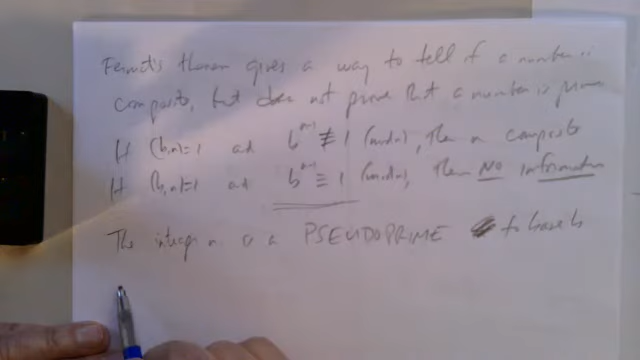 Fermat's theorem gives a way to tell if a number is
composite, but does not prove that a number is prime
If (b,n)=1 and b^{n-1} ≢ 1 (mod n), then n composite
If (b,n)=1 and b^{n-1} ≡ 1 (mod n), then NO information
The integer n is a PSEUDOPRIME to base b